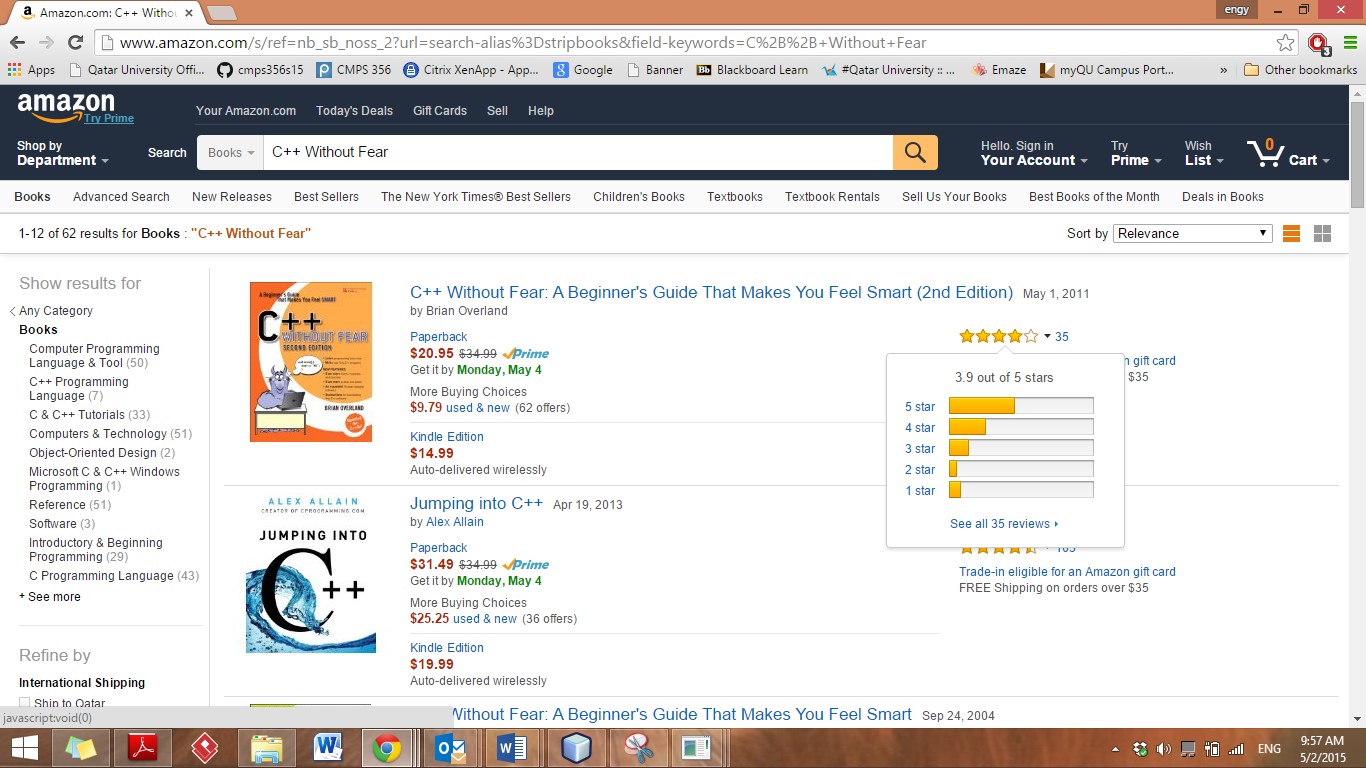 Amazon.com: C++ Withou
engy
www.amazon.com/s/ref=nb_sb_noss_2?url=search-alias%3Dstripbooks&field-keywords=C%2B%2B+Without+Fear
3
Apps Qatar University Offi... cmps356s15 CMPS 356 Citrix XenApp - App... Google Banner Bb Blackboard Learn #Qatar University :: ... Emaze myQU Campus Port... » Other bookmarks
amazon
Try Prime
Your Amazon.com Today's Deals Gift Cards Sell Help
Shop by
Department
Search Books C++ Without Fear
Hello. Sign in
Your Account
Try
Prime
Wish
List
0
Cart
Books Advanced Search New Releases Best Sellers The New York Times® Best Sellers Children's Books Textbooks Textbook Rentals Sell Us Your Books Best Books of the Month Deals in Books
1-12 of 62 results for Books : "C++ Without Fear"
Sort by Relevance
Show results for
Any Category
Books
Computer Programming
Language & Tool (50)
C++ Programming
Language (7)
C & C++ Tutorials (33)
Computers & Technology (51)
Object-Oriented Design (2)
Microsoft C & C++ Windows
Programming (1)
Reference (51)
Software (3)
Introductory & Beginning
Programming (29)
C Programming Language (43)
+ See more
Refine by
International Shipping
Ship to Qatar
A Beginner's Guide
That Makes You Feel SMART
C++
WITHOUT FEAR
SECOND EDITION
BRIAN OVERLAND
C++ Without Fear: A Beginner's Guide That Makes You Feel Smart (2nd Edition) May 1, 2011
by Brian Overland
Paperback
$20.95 $34.99 Prime
Get it by Monday, May 4
More Buying Choices
$9.79 used & new (62 offers)
Kindle Edition
$14.99
Auto-delivered wirelessly
35
n gift card
$35
3.9 out of 5 stars
5 star
4 star
3 star
2 star
1 star
See all 35 reviews
ALEX ALLAIN
CREATOR OF CPROGRAMMING.COM
JUMPING INTO
C++
Jumping into C++ Apr 19, 2013
by Alex Allain
Paperback
$31.49 $34.99 Prime
Get it by Monday, May 4
More Buying Choices
$25.25 used & new (36 offers)
Kindle Edition
$19.99
Auto-delivered wirelessly
Trade-in eligible for an Amazon gift card
FREE Shipping on orders over $35
Without Fear: A Beginner's Guide That Makes You Feel Smart Sep 24, 2004
javascript:void(0)
ENG
9:57 AM
5/2/2015